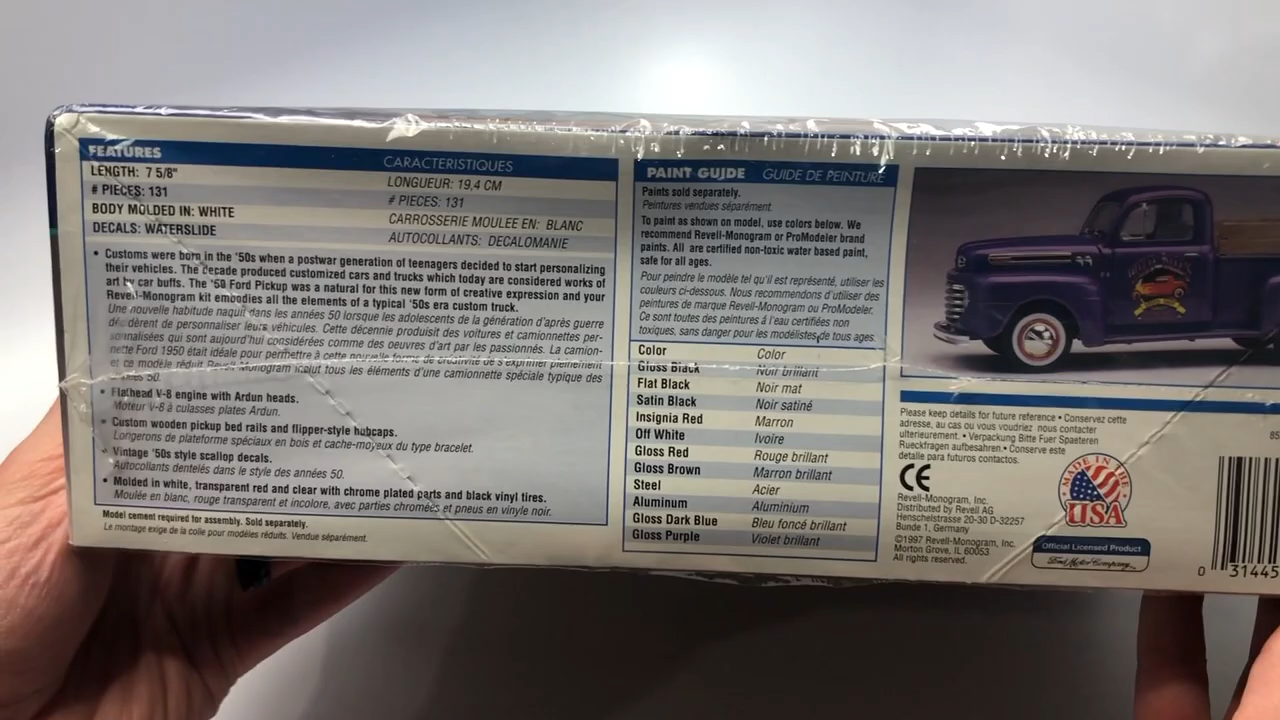 FEATURES
CARACTERISTIQUES
LENGTH: 7 5/8"
LONGUEUR: 19,4 CM
# PIECES: 131
# PIECES: 131
BODY MOLDED IN: WHITE
CARROSSERIE MOULEE EN: BLANC
DECALS: WATERSLIDE
AUTOCOLLANTS: DECALOMANIE
• Customs were born in the '50s when a postwar generation of teenagers decided to start personalizing
their vehicles. The decade produced customized cars and trucks which today are considered works of
art by car buffs. The '50 Ford Pickup was a natural for this new form of creative expression and your
Revell-Monogram kit embodies all the elements of a typical '50s era custom truck.
Une nouvelle habitude naquit dans les années 50 lorsque les adolescents de la génération d'après guerre
décidèrent de personnaliser leurs véhicules. Cette décennie produisit des voitures et camionnettes per-
sonnalisées qui sont aujourd'hui considérées comme des oeuvres d'art par les passionnés. La camion-
nette Ford 1950 était idéale pour permettre à cette nouvelle forme de créativité de s'exprimer pleinement
et ce modèle réduit Revell-Monogram inclut tous les éléments d'une camionnette spéciale typique des
années 50.
• Flathead V-8 engine with Ardun heads.
Moteur V-8 à culasses plates Ardun.
• Custom wooden pickup bed rails and flipper-style hubcaps.
Longerons de plateforme spéciaux en bois et cache-moyeux du type bracelet.
• Vintage '50s style scallop decals.
Autocollants dentelés dans le style des années 50.
• Molded in white, transparent red and clear with chrome plated parts and black vinyl tires.
Moulée en blanc, rouge transparent et incolore, avec parties chromées et pneus en vinyle noir.
Model cement required for assembly. Sold separately.
Le montage exige de la colle pour modèles réduits. Vendue séparément.
PAINT GUIDE GUIDE DE PEINTURE
Paints sold separately.
Peintures vendues séparément.
To paint as shown on model, use colors below. We
recommend Revell-Monogram or ProModeler brand
paints. All are certified non-toxic water based paint,
safe for all ages.
Pour peindre le modèle tel qu'il est représenté, utiliser les
couleurs ci-dessous. Nous recommendons d'utiliser des
peintures de marque Revell-Monogram ou ProModeler.
Ce sont toutes des peintures á l'eau certifiées non
toxiques, sans danger pour les modélistes de tous ages.
Color Color
Gloss Black Noir brillant
Flat Black Noir mat
Satin Black Noir satiné
Insignia Red Marron
Off White Ivoire
Gloss Red Rouge brillant
Gloss Brown Marron brillant
Steel Acier
Aluminum Aluminium
Gloss Dark Blue Bleu foncé brillant
Gloss Purple Violet brillant
Please keep details for future reference • Conservez cette
adresse, au cas ou vous voudriez nous contacter
ulterieurement. • Verpackung Bitte Fuer Spaeteren
Rueckfragen aufbesahren. • Conserve este
detalle para futuros contactos.
CE
Revell-Monogram, Inc.
Distributed by Revell AG
Henschelstrasse 20-30 D-32257
Bunde 1, Germany
©1997 Revell-Monogram, Inc.
Morton Grove, IL 60053
All rights reserved.
MADE IN THE
USA
Official Licensed Product
Ford Motor Company
85
0 31445